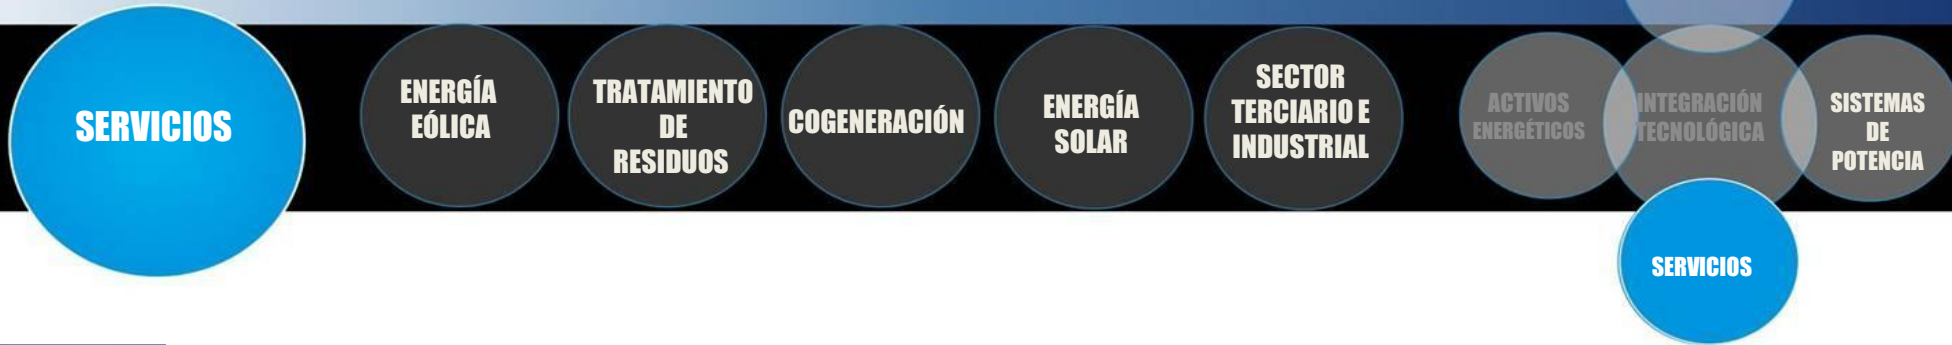 SERVICIOS
ENERGÍA
EÓLICA
TRATAMIENTO
DE
RESIDUOS
COGENERACIÓN
ENERGÍA
SOLAR
SECTOR
TERCIARIO E
INDUSTRIAL
ACTIVOS
ENERGÉTICOS
INTEGRACIÓN
TECNOLÓGICA
SISTEMAS
DE
POTENCIA
SERVICIOS